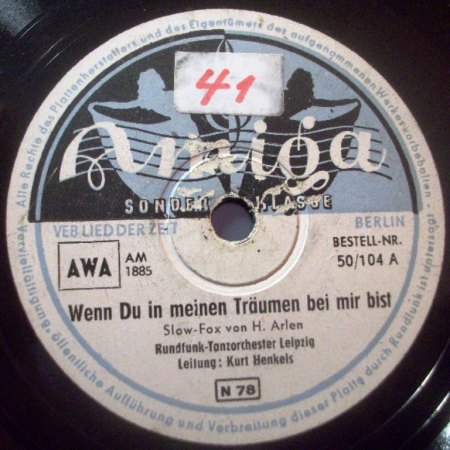 Alle Rechte des Plattenherstellers und des Eigentümers des aufgenommenen Werkes vorbehalten -
41
Amiga
SONDER KLASSE
VEB LIED DER ZEIT
BERLIN
AWA
AM
1885
BESTELL-NR.
50/104 A
Wenn Du in meinen Träumen bei mir bist
Slow-Fox von H. Arlen
Rundfunk-Tanzorchester Leipzig
Leitung: Kurt Henkels
N 78
- Vervielfältigung, öffentliche Aufführung und Verbreitung dieser Platte durch Rundfunk ist untersagt